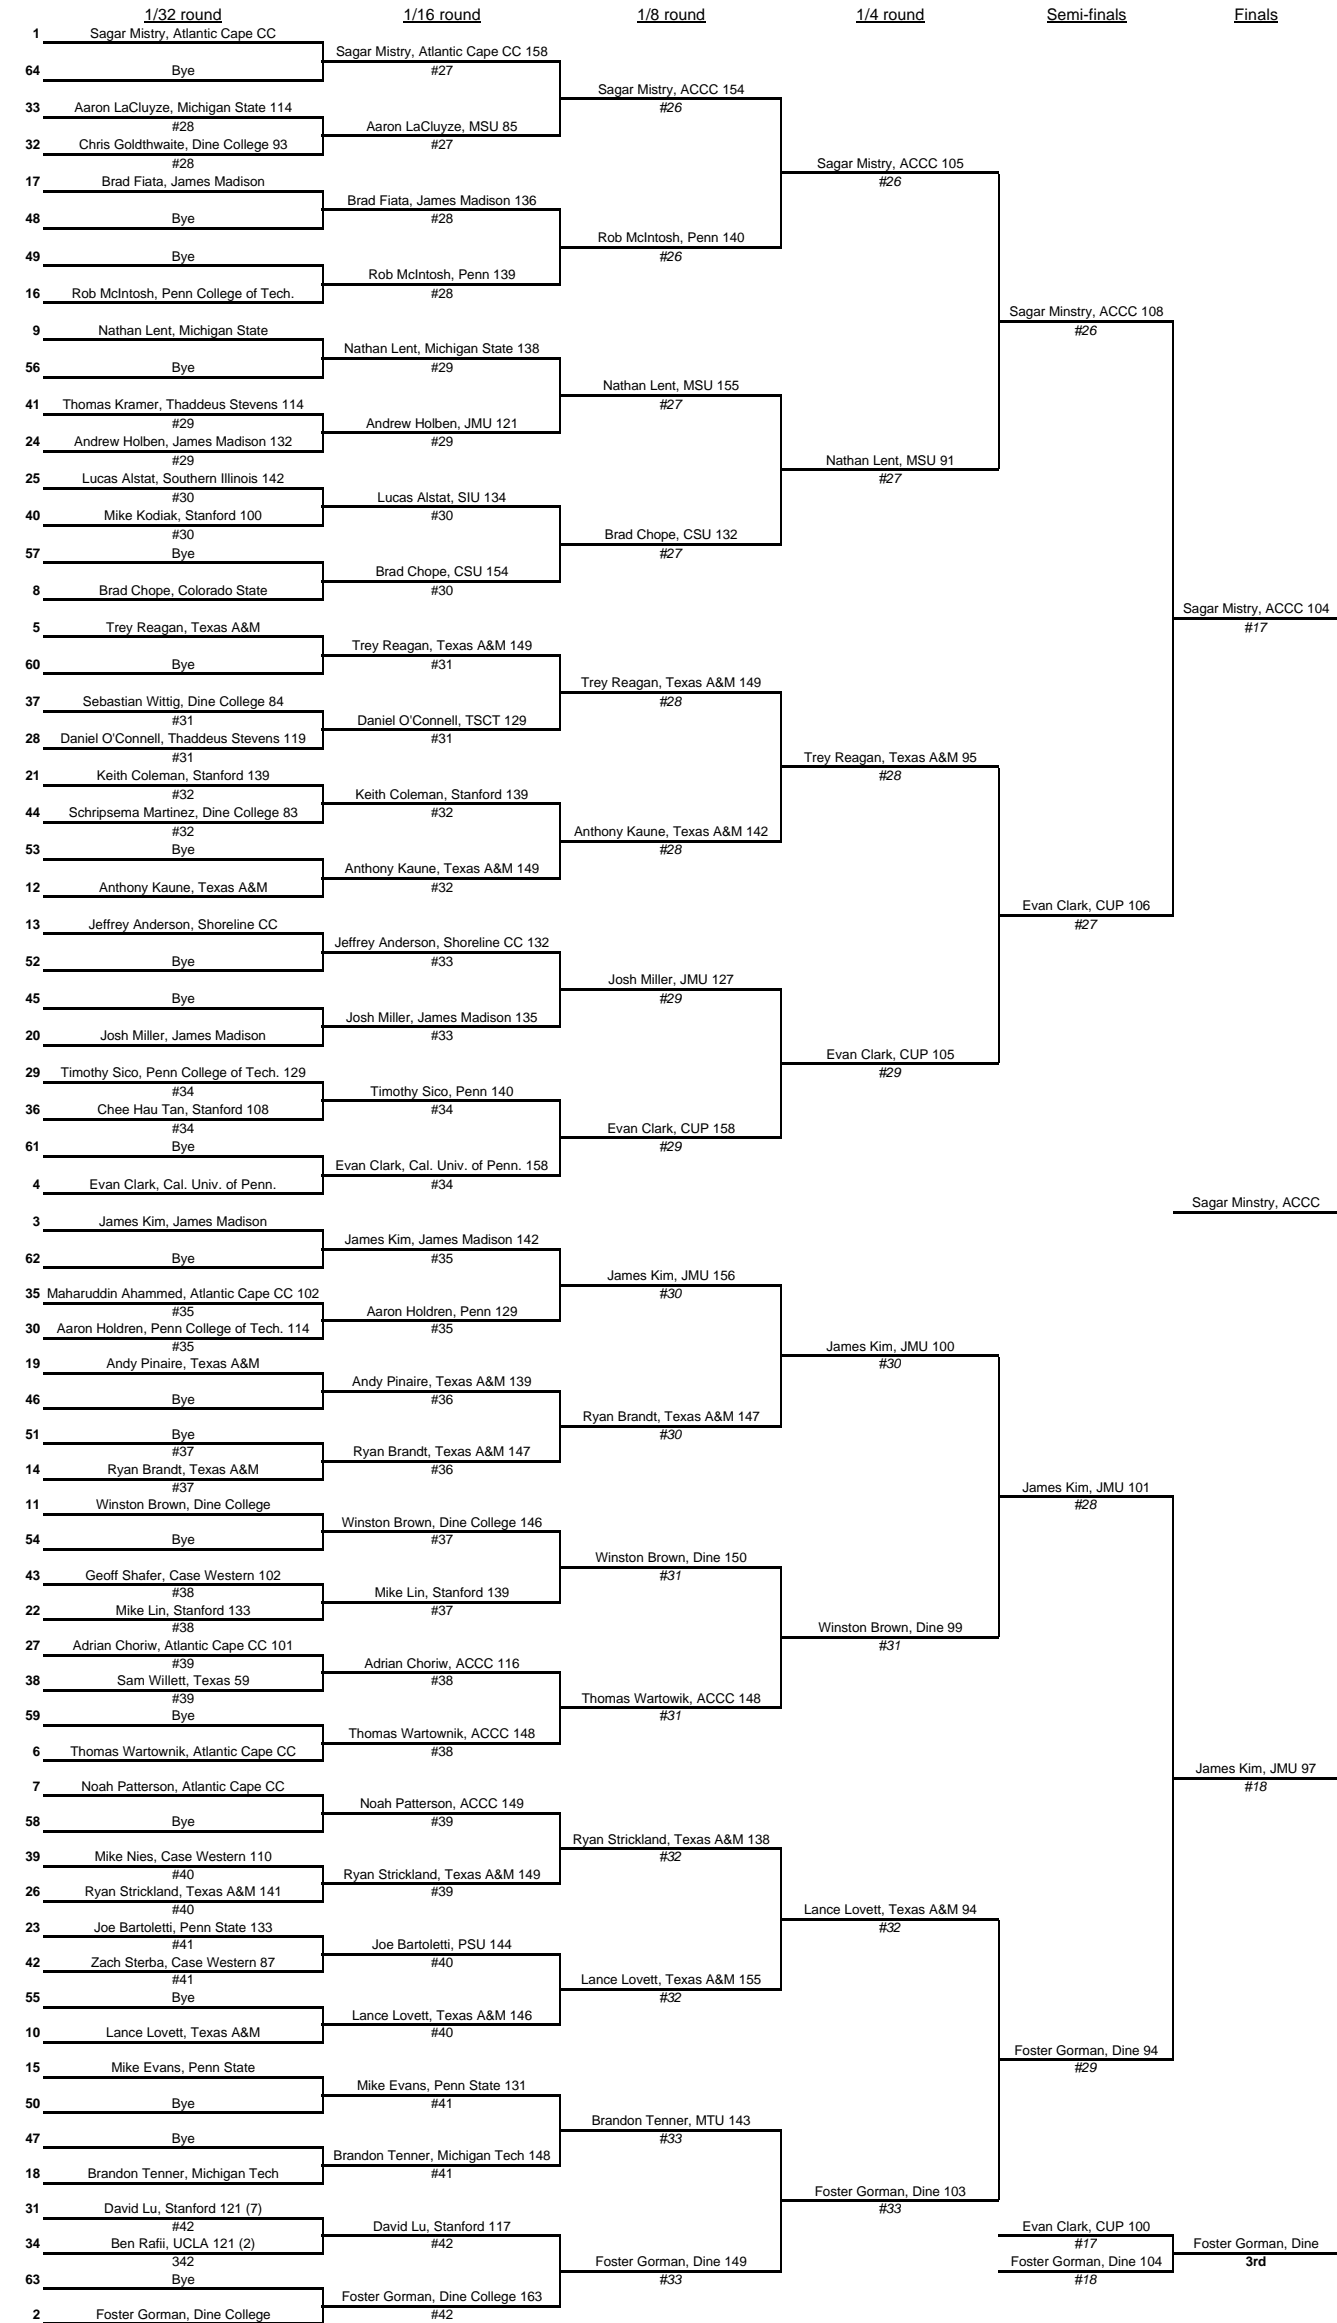 1/32 round
1/16 round
1/8 round
1/4 round
Semi-finals
Finals
1 Sagar Mistry, Atlantic Cape CC
64 Bye
33 Aaron LaCluyze, Michigan State 114
#28
32 Chris Goldthwaite, Dine College 93
#28
17 Brad Fiata, James Madison
48 Bye
49 Bye
16 Rob McIntosh, Penn College of Tech.
9 Nathan Lent, Michigan State
56 Bye
41 Thomas Kramer, Thaddeus Stevens 114
#29
24 Andrew Holben, James Madison 132
#29
25 Lucas Alstat, Southern Illinois 142
#30
40 Mike Kodiak, Stanford 100
#30
57 Bye
8 Brad Chope, Colorado State
5 Trey Reagan, Texas A&M
60 Bye
37 Sebastian Wittig, Dine College 84
#31
28 Daniel O'Connell, Thaddeus Stevens 119
#31
21 Keith Coleman, Stanford 139
#32
44 Schripsema Martinez, Dine College 83
#32
53 Bye
12 Anthony Kaune, Texas A&M
13 Jeffrey Anderson, Shoreline CC
52 Bye
45 Bye
20 Josh Miller, James Madison
29 Timothy Sico, Penn College of Tech. 129
#34
36 Chee Hau Tan, Stanford 108
#34
61 Bye
4 Evan Clark, Cal. Univ. of Penn.
3 James Kim, James Madison
62 Bye
35 Maharuddin Ahammed, Atlantic Cape CC 102
#35
30 Aaron Holdren, Penn College of Tech. 114
#35
19 Andy Pinaire, Texas A&M
46 Bye
51 Bye
#37
14 Ryan Brandt, Texas A&M
#37
11 Winston Brown, Dine College
54 Bye
43 Geoff Shafer, Case Western 102
#38
22 Mike Lin, Stanford 133
#38
27 Adrian Choriw, Atlantic Cape CC 101
#39
38 Sam Willett, Texas 59
#39
59 Bye
6 Thomas Wartownik, Atlantic Cape CC
7 Noah Patterson, Atlantic Cape CC
58 Bye
39 Mike Nies, Case Western 110
#40
26 Ryan Strickland, Texas A&M 141
#40
23 Joe Bartoletti, Penn State 133
#41
42 Zach Sterba, Case Western 87
#41
55 Bye
10 Lance Lovett, Texas A&M
15 Mike Evans, Penn State
50 Bye
47 Bye
18 Brandon Tenner, Michigan Tech
31 David Lu, Stanford 121 (7)
#42
34 Ben Rafii, UCLA 121 (2)
342
63 Bye
2 Foster Gorman, Dine College
Sagar Mistry, Atlantic Cape CC 158
#27
Aaron LaCluyze, MSU 85
#27
Brad Fiata, James Madison 136
#28
Rob McIntosh, Penn 139
#28
Nathan Lent, Michigan State 138
#29
Andrew Holben, JMU 121
#29
Lucas Alstat, SIU 134
#30
Brad Chope, CSU 154
#30
Trey Reagan, Texas A&M 149
#31
Daniel O'Connell, TSCT 129
#31
Keith Coleman, Stanford 139
#32
Anthony Kaune, Texas A&M 149
#32
Jeffrey Anderson, Shoreline CC 132
#33
Josh Miller, James Madison 135
#33
Timothy Sico, Penn 140
#34
Evan Clark, Cal. Univ. of Penn. 158
#34
James Kim, James Madison 142
#35
Aaron Holdren, Penn 129
#35
Andy Pinaire, Texas A&M 139
#36
Ryan Brandt, Texas A&M 147
#36
Winston Brown, Dine College 146
#37
Mike Lin, Stanford 139
#37
Adrian Choriw, ACCC 116
#38
Thomas Wartownik, ACCC 148
#38
Noah Patterson, ACCC 149
#39
Ryan Strickland, Texas A&M 149
#39
Joe Bartoletti, PSU 144
#40
Lance Lovett, Texas A&M 146
#40
Mike Evans, Penn State 131
#41
Brandon Tenner, Michigan Tech 148
#41
David Lu, Stanford 117
#42
Foster Gorman, Dine College 163
#42
Sagar Mistry, ACCC 154
#26
Rob McIntosh, Penn 140
#26
Nathan Lent, MSU 155
#27
Brad Chope, CSU 132
#27
Trey Reagan, Texas A&M 149
#28
Anthony Kaune, Texas A&M 142
#28
Josh Miller, JMU 127
#29
Evan Clark, CUP 158
#29
James Kim, JMU 156
#30
Ryan Brandt, Texas A&M 147
#30
Winston Brown, Dine 150
#31
Thomas Wartowik, ACCC 148
#31
Ryan Strickland, Texas A&M 138
#32
Lance Lovett, Texas A&M 155
#32
Brandon Tenner, MTU 143
#33
Foster Gorman, Dine 149
#33
Sagar Mistry, ACCC 105
#26
Nathan Lent, MSU 91
#27
Trey Reagan, Texas A&M 95
#28
Evan Clark, CUP 105
#29
James Kim, JMU 100
#30
Winston Brown, Dine 99
#31
Lance Lovett, Texas A&M 94
#32
Foster Gorman, Dine 103
#33
Sagar Minstry, ACCC 108
#26
Evan Clark, CUP 106
#27
James Kim, JMU 101
#28
Foster Gorman, Dine 94
#29
Evan Clark, CUP 100
#17
Foster Gorman, Dine 104
#18
Sagar Mistry, ACCC 104
#17
Sagar Minstry, ACCC
James Kim, JMU 97
#18
Foster Gorman, Dine
3rd